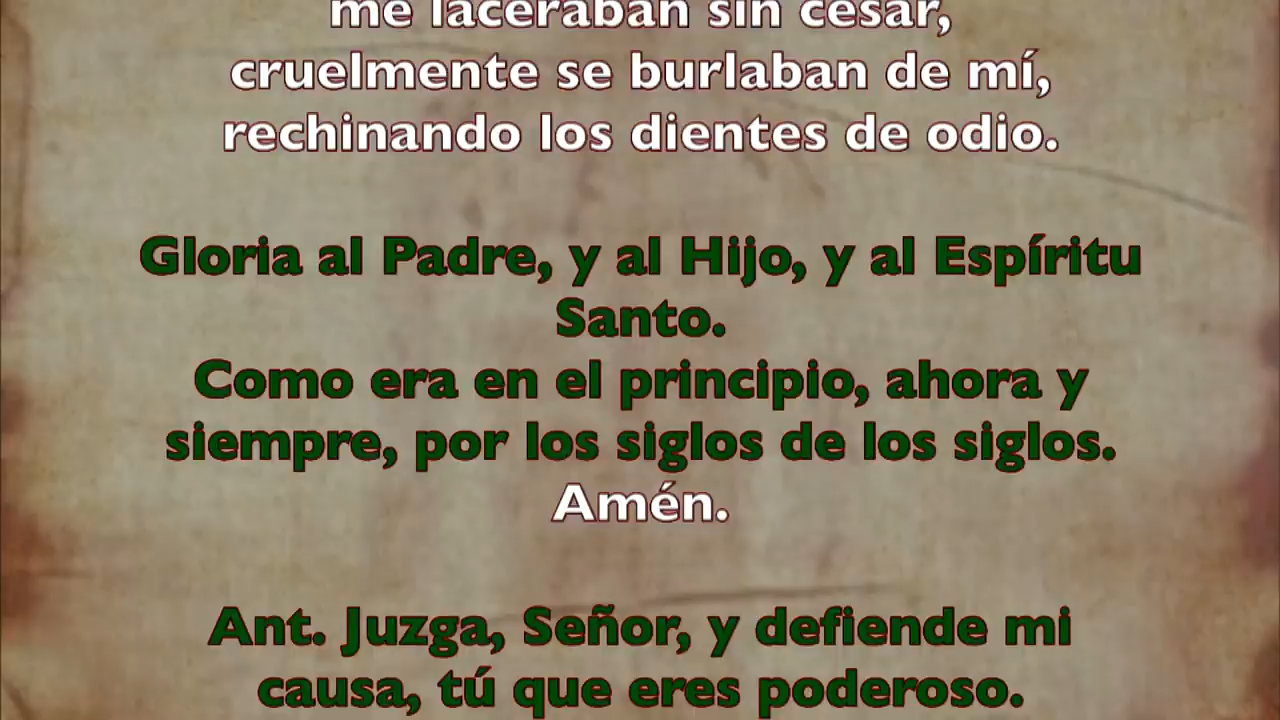 me laceraban sin cesar,
cruelmente se burlaban de mí,
rechinando los dientes de odio.
Gloria al Padre, y al Hijo, y al Espíritu
Santo.
Como era en el principio, ahora y
siempre, por los siglos de los siglos.
Amén.
Ant. Juzga, Señor, y defiende mi
causa, tú que eres poderoso.